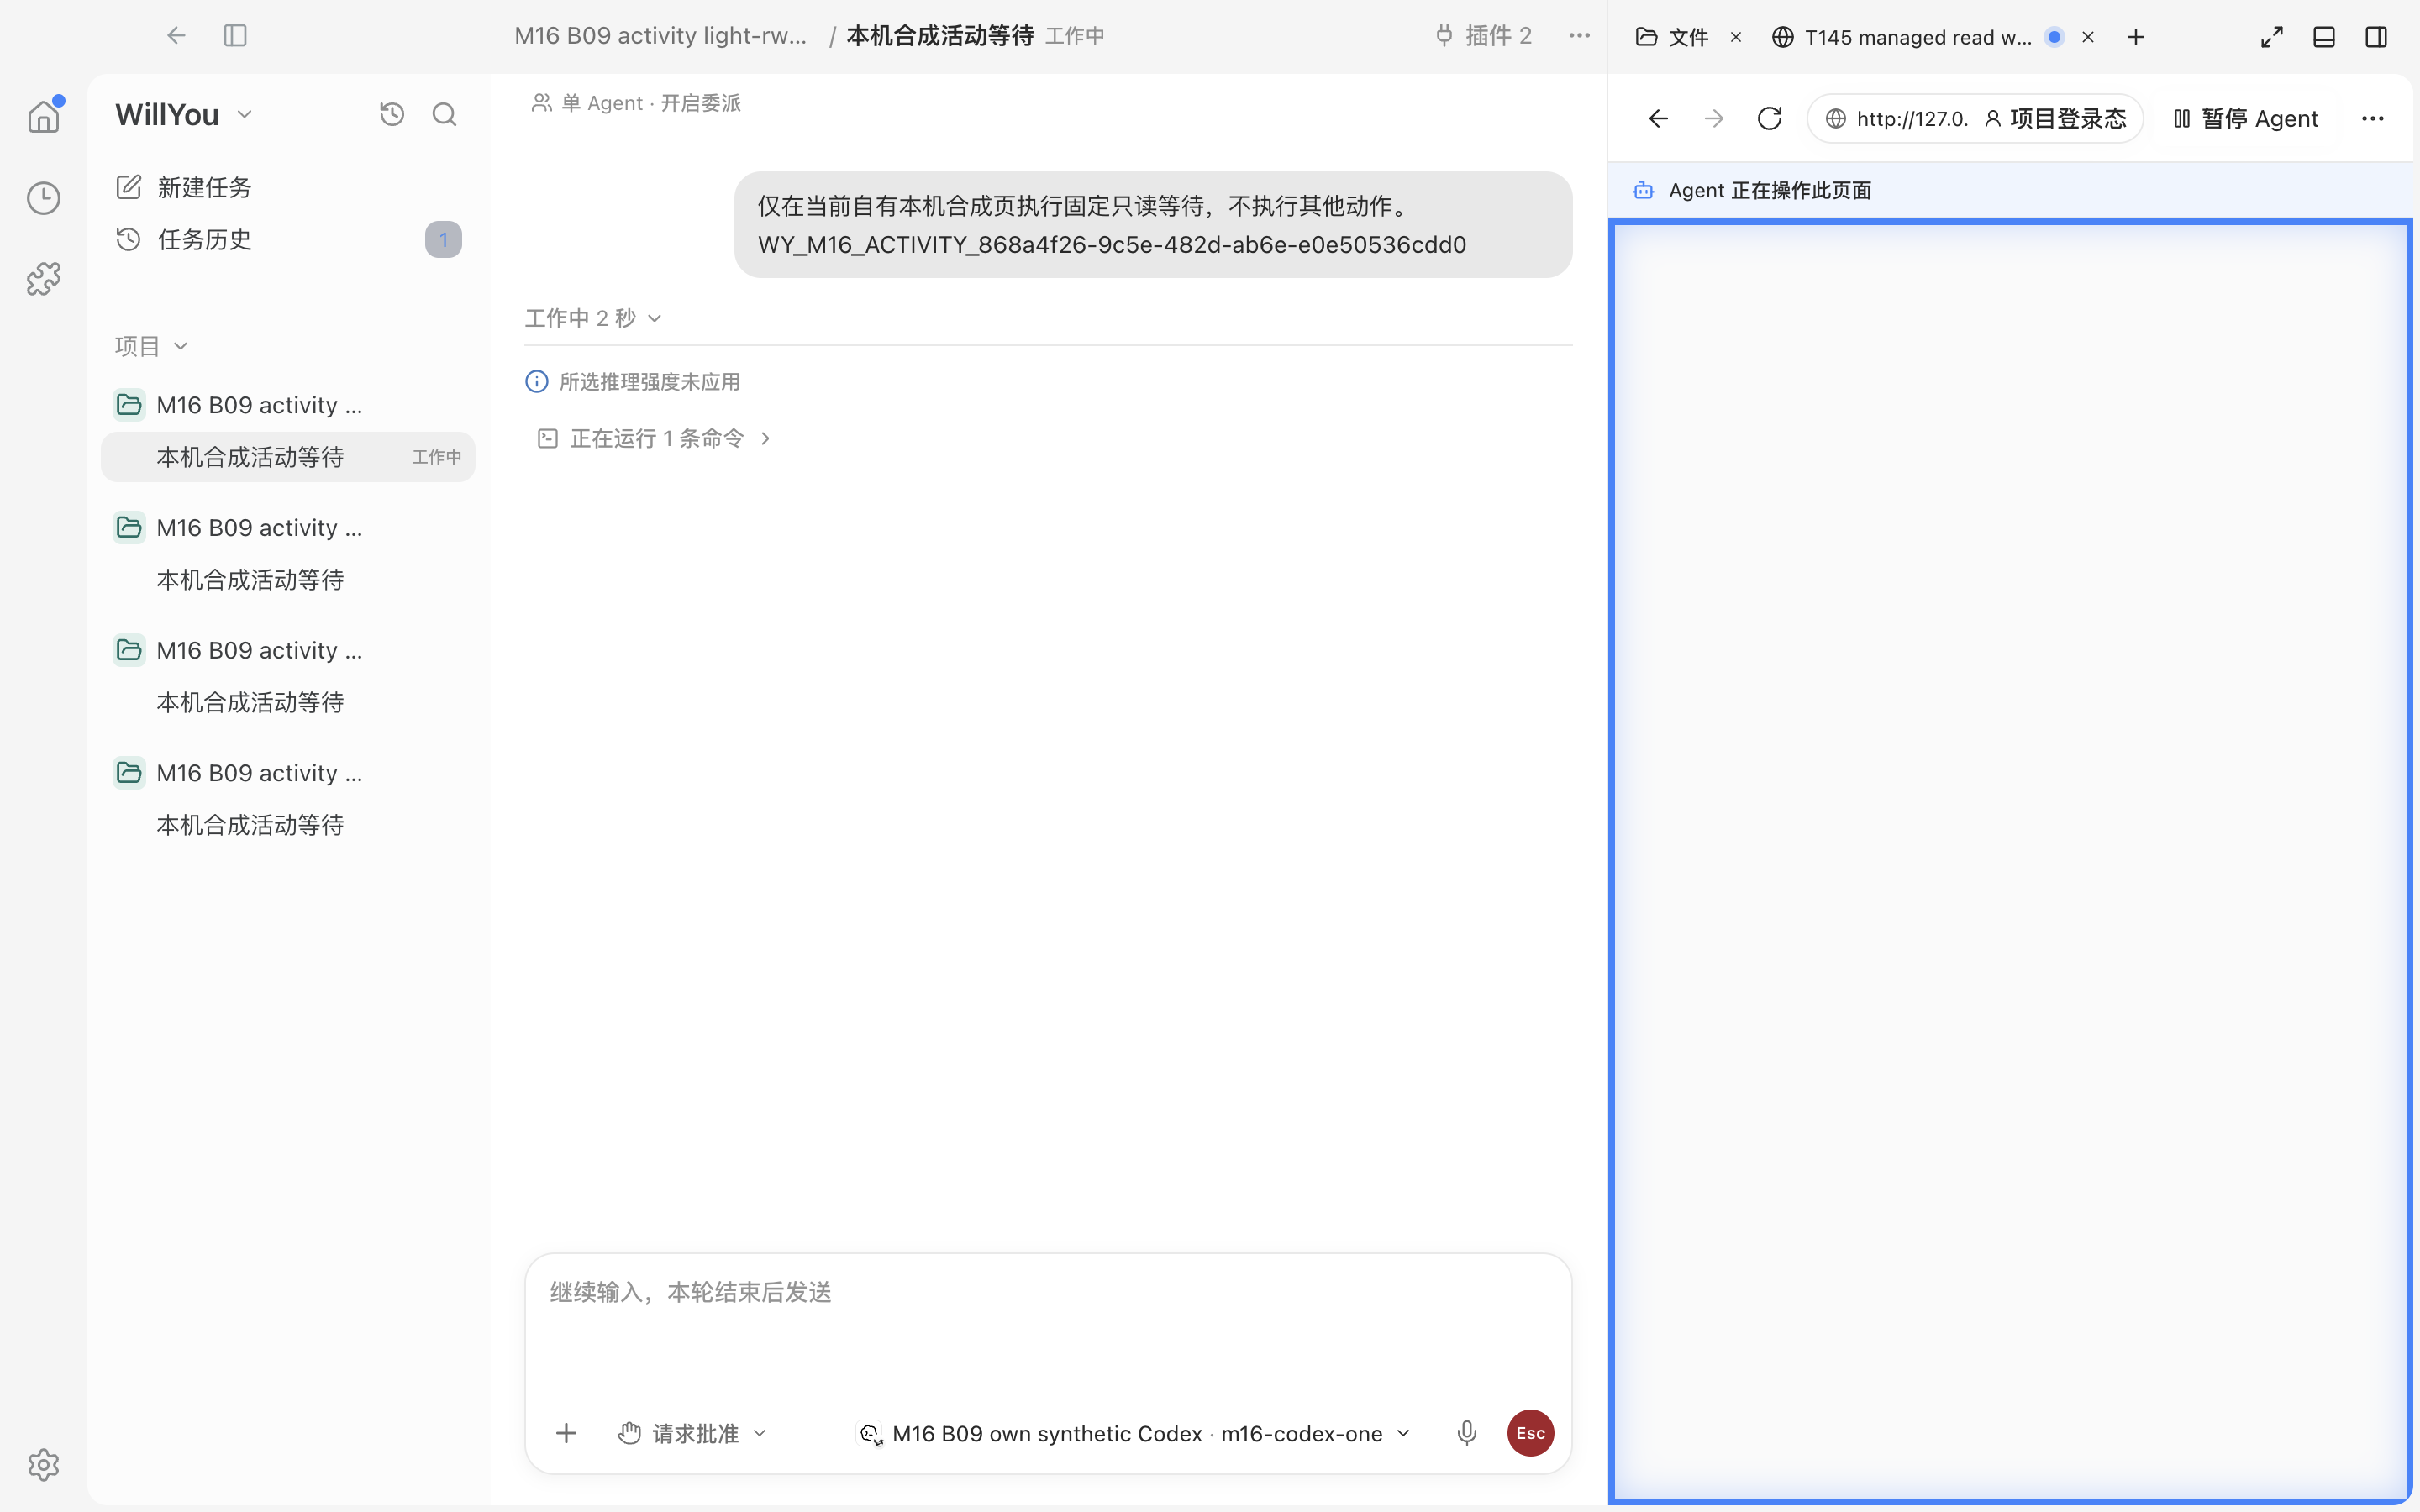 M16 B09 activity light-rw... / 本机合成活动等待 工作中
插件 2
文件
T145 managed read w...
WillYou
新建任务
任务历史
1
项目
M16 B09 activity ...
本机合成活动等待
工作中
M16 B09 activity ...
本机合成活动等待
M16 B09 activity ...
本机合成活动等待
M16 B09 activity ...
本机合成活动等待
单 Agent · 开启委派
仅在当前自有本机合成页执行固定只读等待，不执行其他动作。
WY_M16_ACTIVITY_868a4f26-9c5e-482d-ab6e-e0e50536cdd0
工作中 2 秒
所选推理强度未应用
正在运行 1 条命令
继续输入，本轮结束后发送
请求批准
M16 B09 own synthetic Codex · m16-codex-one
Esc
http://127.0.
项目登录态
暂停 Agent
Agent 正在操作此页面